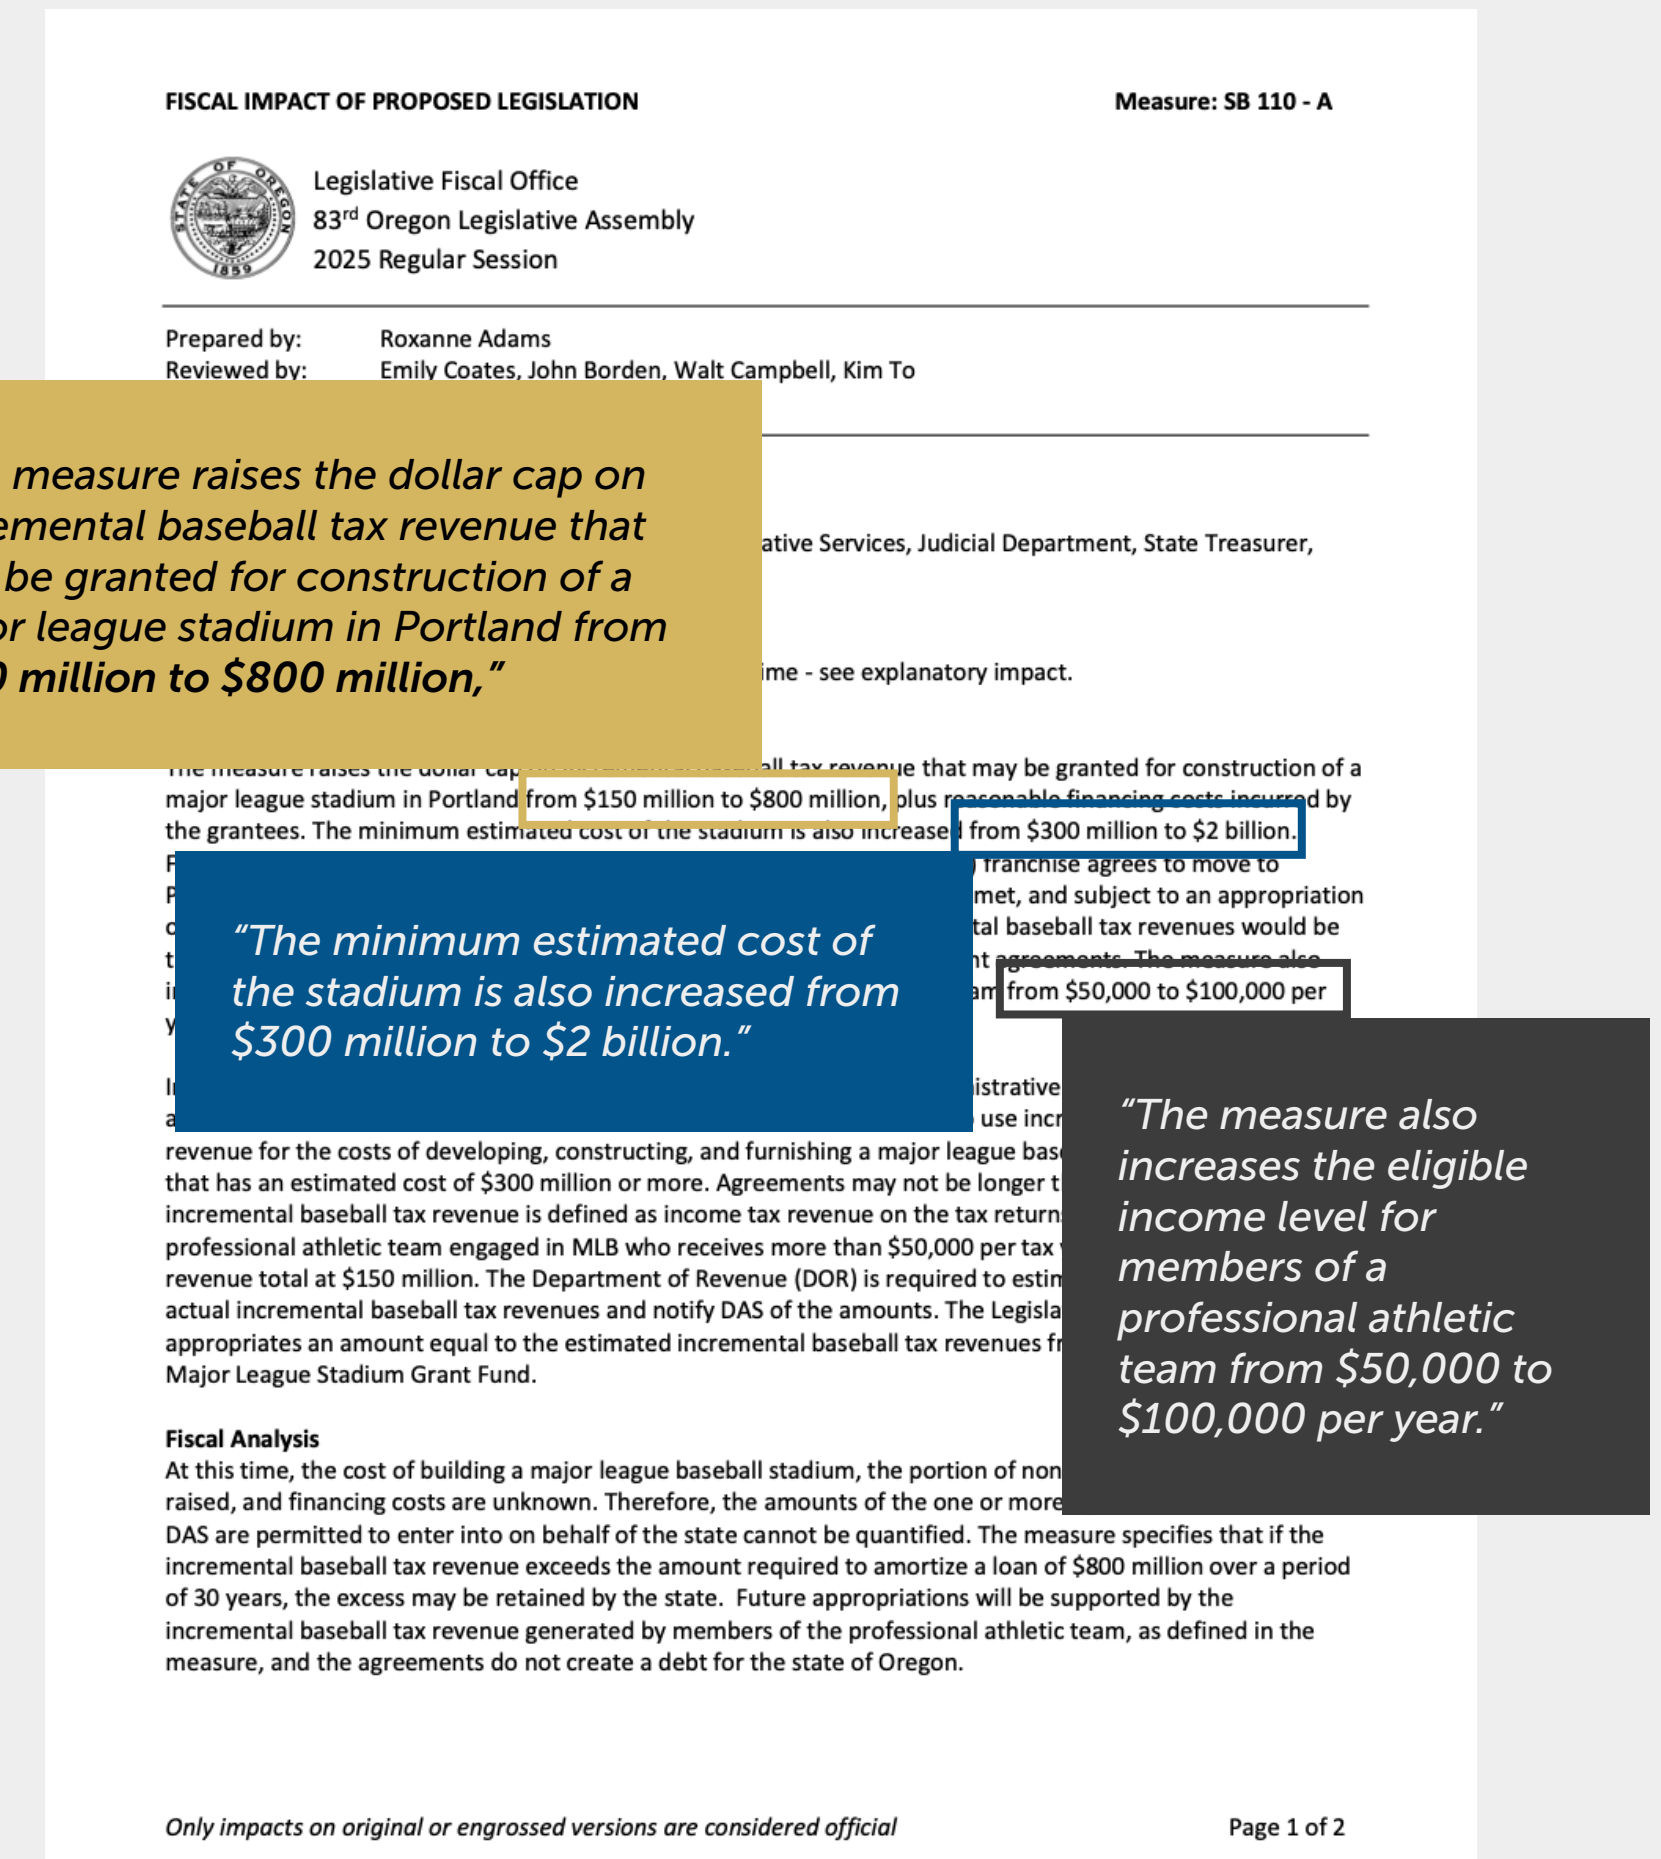 FISCAL IMPACT OF PROPOSED LEGISLATION Measure: SB 110 - A
STATE OF OREGON
1859
Legislative Fiscal Office
83rd Oregon Legislative Assembly
2025 Regular Session
Prepared by: Roxanne Adams
Reviewed by: Emily Coates, John Borden, Walt Campbell, Kim To
measure raises the dollar cap on
baseball tax revenue that
be granted for construction of a
league stadium in Portland from
million to $800 million,”
Services, Judicial Department, State Treasurer,
- see explanatory impact.
The measure raises the dollar cap tax revenue that may be granted for construction of a
major league stadium in Portland from $150 million to $800 million, plus reasonable financing costs incurred by
the grantees. The minimum estimated cost of the stadium is also increased from $300 million to $2 billion.
franchise agrees to move to
met, and subject to an appropriation
baseball tax revenues would be
agreements. The measure also
from $50,000 to $100,000 per
“The minimum estimated cost of
the stadium is also increased from
$300 million to $2 billion.”
use
revenue for the costs of developing, constructing, and furnishing a major league
that has an estimated cost of $300 million or more. Agreements may not be longer
incremental baseball tax revenue is defined as income tax revenue on the tax
professional athletic team engaged in MLB who receives more than $50,000 per tax
revenue total at $150 million. The Department of Revenue (DOR) is required to
actual incremental baseball tax revenues and notify DAS of the amounts. The
appropriates an amount equal to the estimated incremental baseball tax revenues
Major League Stadium Grant Fund.
“The measure also
increases the eligible
income level for
members of a
professional athletic
team from $50,000 to
$100,000 per year.”
Fiscal Analysis
At this time, the cost of building a major league baseball stadium, the portion of
raised, and financing costs are unknown. Therefore, the amounts of the one or more
DAS are permitted to enter into on behalf of the state cannot be quantified. The measure specifies that if the
incremental baseball tax revenue exceeds the amount required to amortize a loan of $800 million over a period
of 30 years, the excess may be retained by the state. Future appropriations will be supported by the
incremental baseball tax revenue generated by members of the professional athletic team, as defined in the
measure, and the agreements do not create a debt for the state of Oregon.
Only impacts on original or engrossed versions are considered official Page 1 of 2